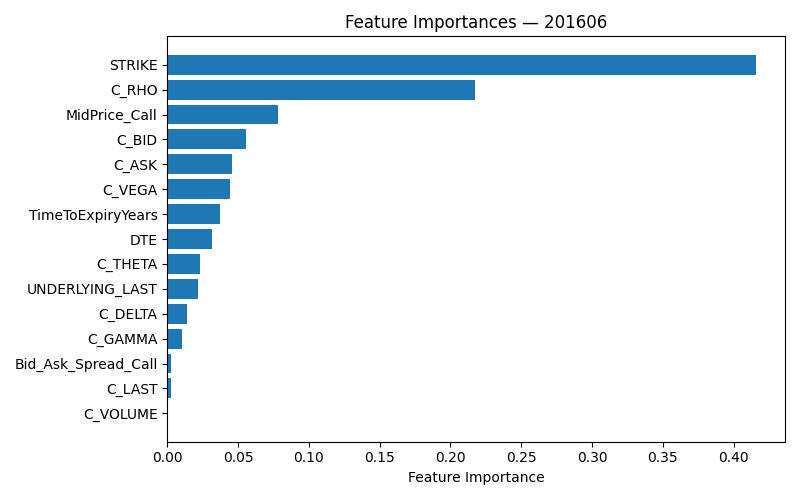 Feature Importances — 201606
STRIKE
C_RHO
MidPrice_Call
C_BID
C_ASK
C_VEGA
TimeToExpiryYears
DTE
C_THETA
UNDERLYING_LAST
C_DELTA
C_GAMMA
Bid_Ask_Spread_Call
C_LAST
C_VOLUME
0.00 0.05 0.10 0.15 0.20 0.25 0.30 0.35 0.40
Feature Importance